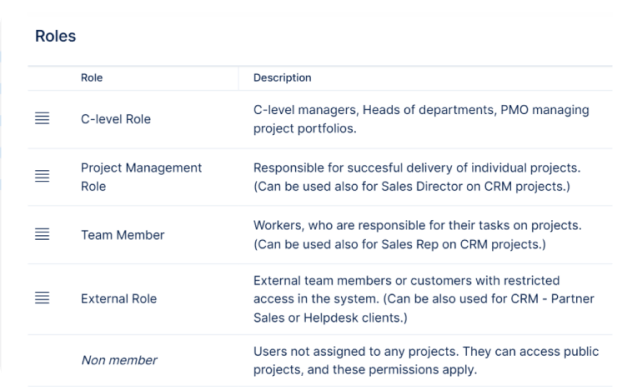 Roles
Role Description
C-level Role
C-level managers, Heads of departments, PMO managing
project portfolios.
Project Management
Role
Responsible for succesful delivery of individual projects.
(Can be used also for Sales Director on CRM projects.)
Team Member
Workers, who are responsible for their tasks on projects.
(Can be used also for Sales Rep on CRM projects.)
External Role
External team members or customers with restricted
access in the system. (Can be also used for CRM - Partner
Sales or Helpdesk clients.)
Non member
Users not assigned to any projects. They can access public
projects, and these permissions apply.